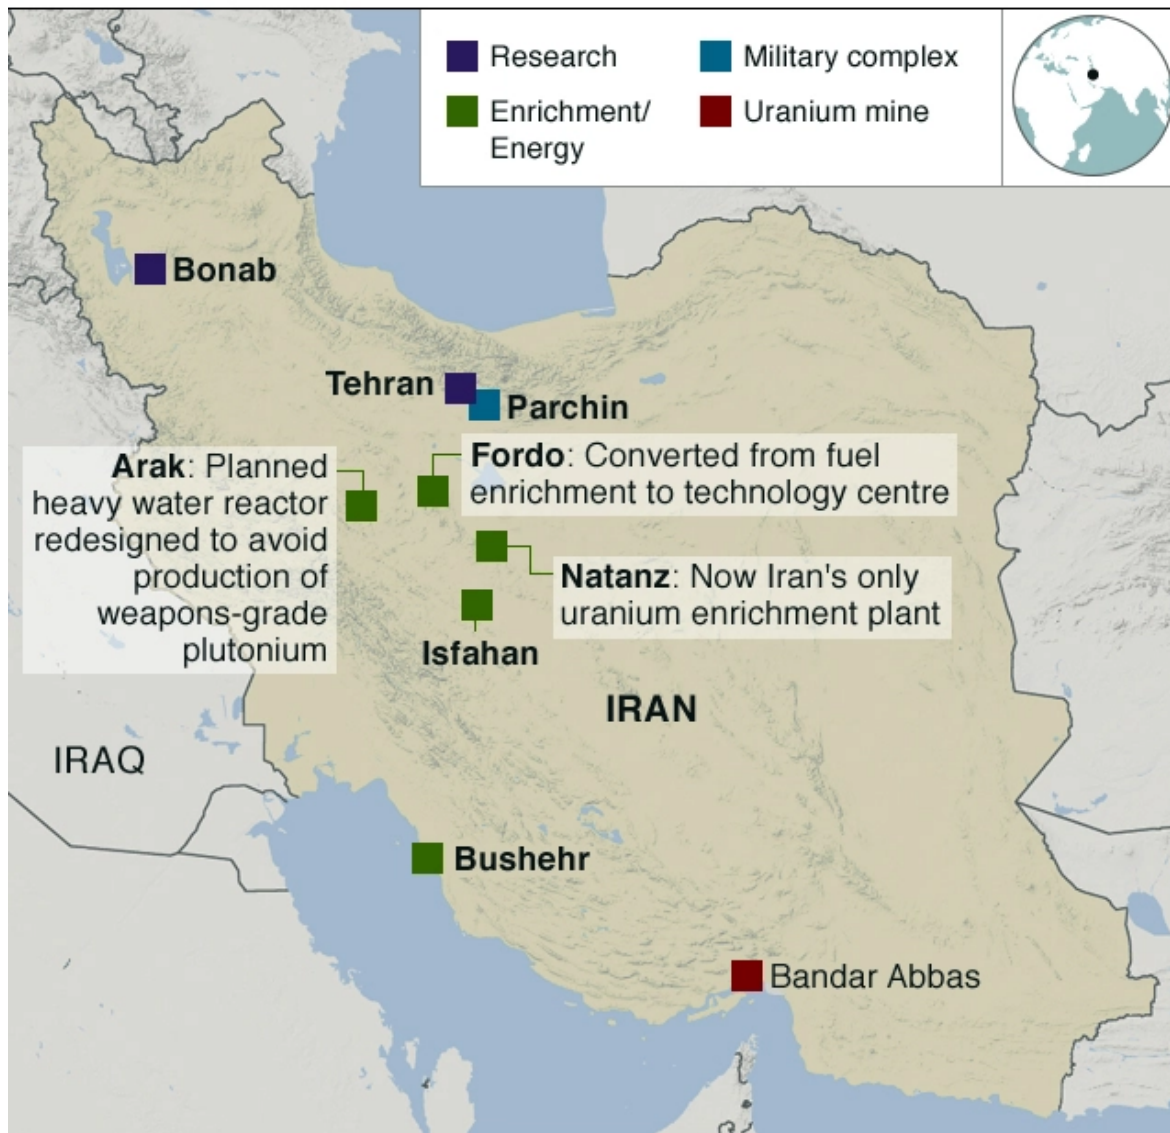 Research
Military complex
Enrichment/
Energy
Uranium mine
Bonab
Tehran
Parchin
Arak: Planned
heavy water reactor
redesigned to avoid
production of
weapons-grade
plutonium
Fordo: Converted from fuel
enrichment to technology centre
Natanz: Now Iran's only
uranium enrichment plant
Isfahan
IRAN
IRAQ
Bushehr
Bandar Abbas